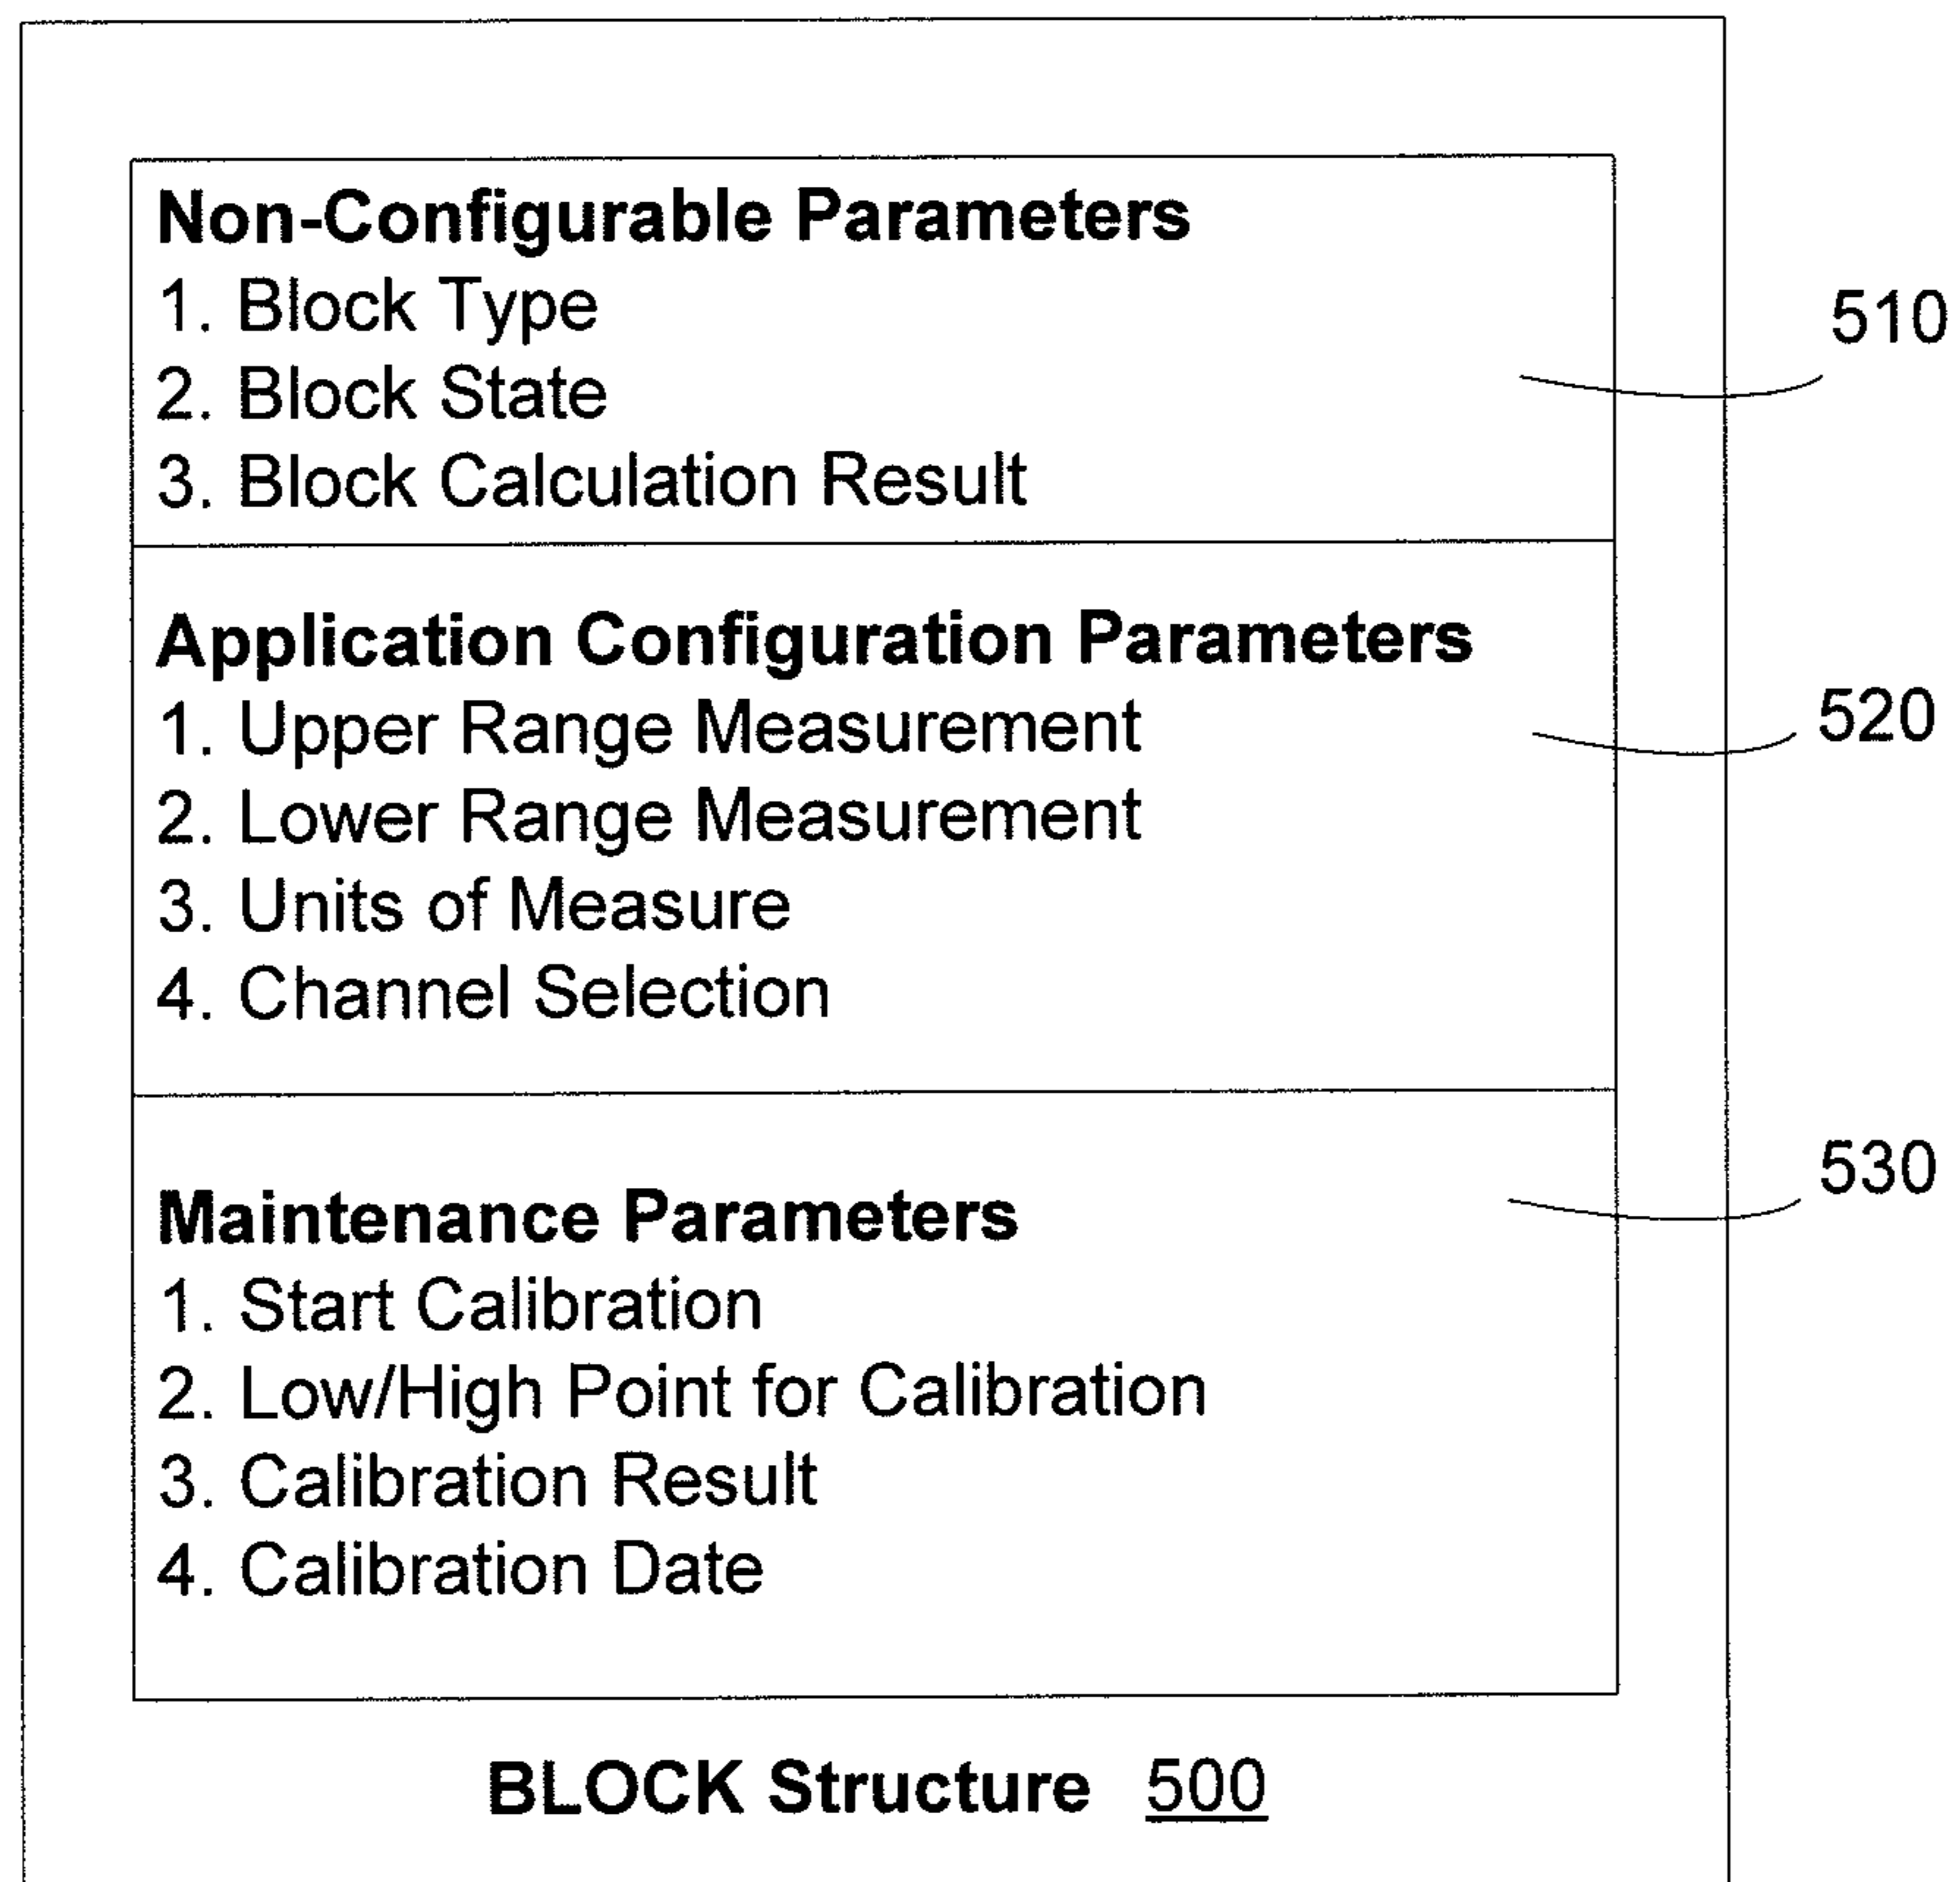 Non-Configurable Parameters
1. Block Type
2. Block State
3. Block Calculation Result
510
Application Configuration Parameters
1. Upper Range Measurement
2. Lower Range Measurement
3. Units of Measure
4. Channel Selection
520
Maintenance Parameters
1. Start Calibration
2. Low/High Point for Calibration
3. Calibration Result
4. Calibration Date
530
BLOCK Structure 500